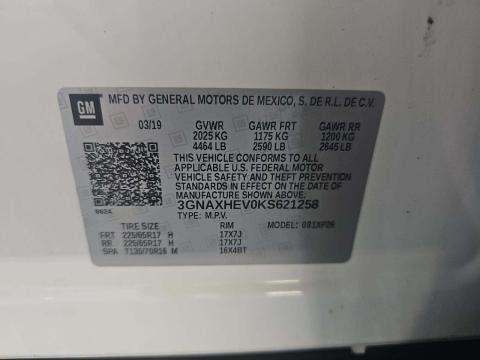 GM
MFD BY GENERAL MOTORS DE MEXICO, S. DE R.L. DE C.V.
03/19 GVWR GAWR FRT GAWR RR
2025 KG 1175 KG 1200 KG
4464 LB 2590 LB 2645 LB
THIS VEHICLE CONFORMS TO ALL
APPLICABLE U.S. FEDERAL MOTOR
VEHICLE SAFETY AND THEFT PREVENTION
STANDARDS IN EFFECT ON THE DATE OF
MANUFACTURE SHOWN ABOVE.
3GNAXHEV0KS621258
TYPE: M.P.V.
TIRE SIZE RIM MODEL:
FRT 225/65R17 H 17X7J
RR 225/65R17 H 17X7J
SPA T135/70R16 M 16X4BT